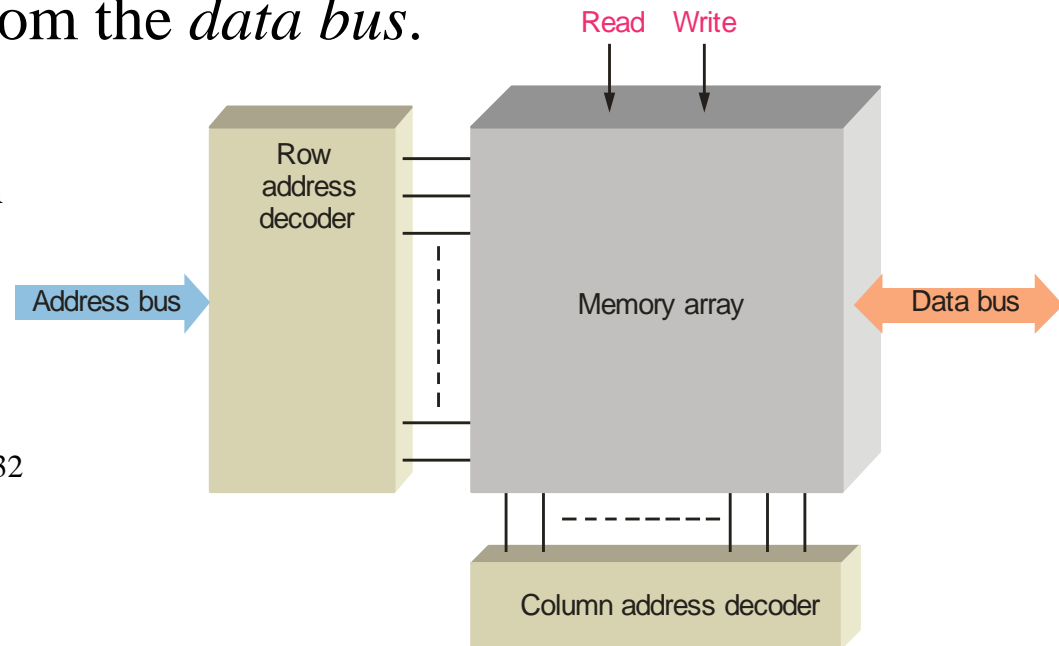 om the data bus.
Read Write
Row
address
decoder
Address bus
Memory array
Data bus
32
Column address decoder